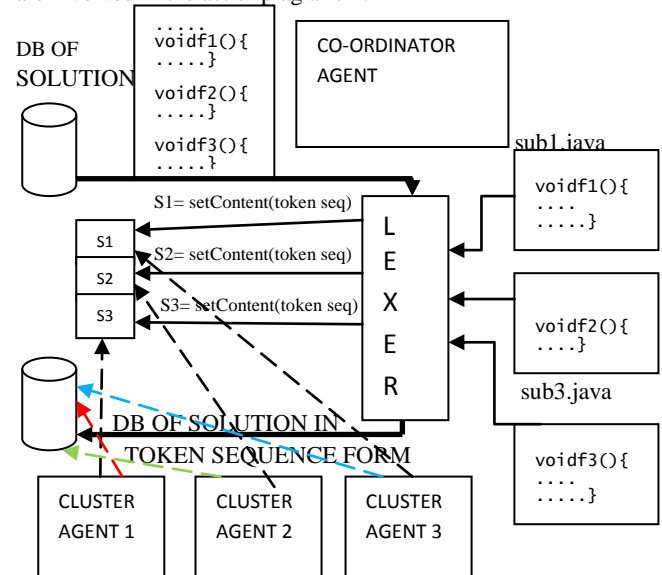 .....
voidf1(){
.....}
voidf2(){
.....}
voidf3(){
.....}
DB OF
SOLUTION
CO-ORDINATOR
AGENT
sub1.java
voidf1(){
....
.....}
S1= setContent(token seq)
S2= setContent(token seq)
S3= setContent(token seq)
S1
S2
S3
L
E
X
E
R
voidf2(){
....}
sub3.java
voidf3(){
....
.....}
DB OF SOLUTION IN
TOKEN SEQUENCE FORM
CLUSTER
AGENT 1
CLUSTER
AGENT 2
CLUSTER
AGENT 3